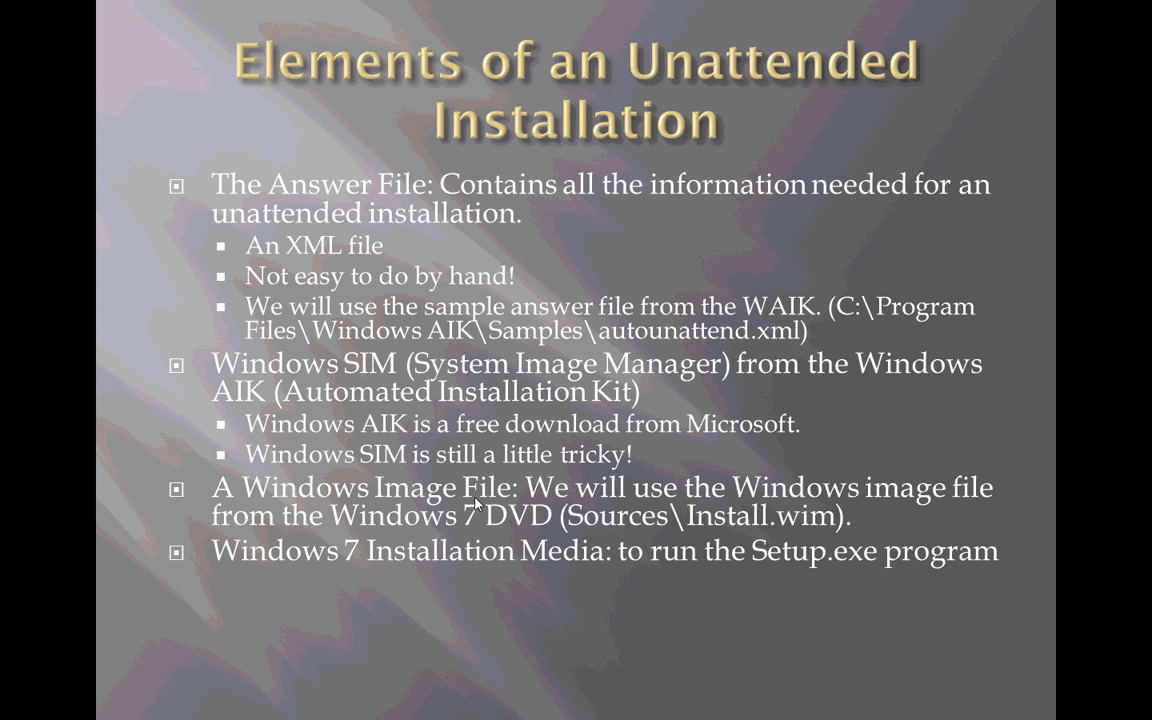 Elements of an Unattended
Installation
The Answer File: Contains all the information needed for an
unattended installation.
An XML file
Not easy to do by hand!
We will use the sample answer file from the WAIK. (C:\Program
Files\Windows AIK\Samples\autounattend.xml)
Windows SIM (System Image Manager) from the Windows
AIK (Automated Installation Kit)
Windows AIK is a free download from Microsoft.
Windows SIM is still a little tricky!
A Windows Image File: We will use the Windows image file
from the Windows 7 DVD (Sources\Install.wim).
Windows 7 Installation Media: to run the Setup.exe program